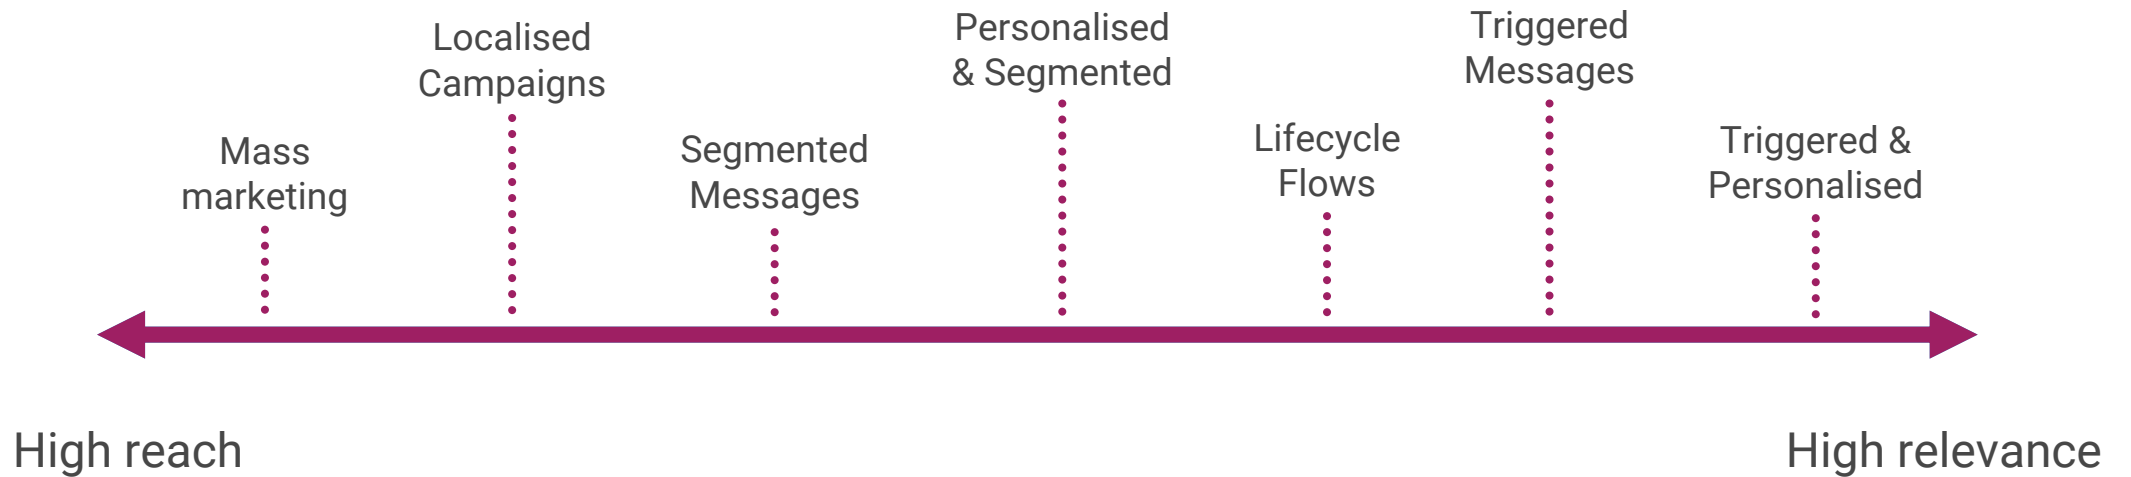 Mass
marketing
Localised
Campaigns
Segmented
Messages
Personalised
& Segmented
Lifecycle
Flows
Triggered
Messages
Triggered &
Personalised
High reach
High relevance